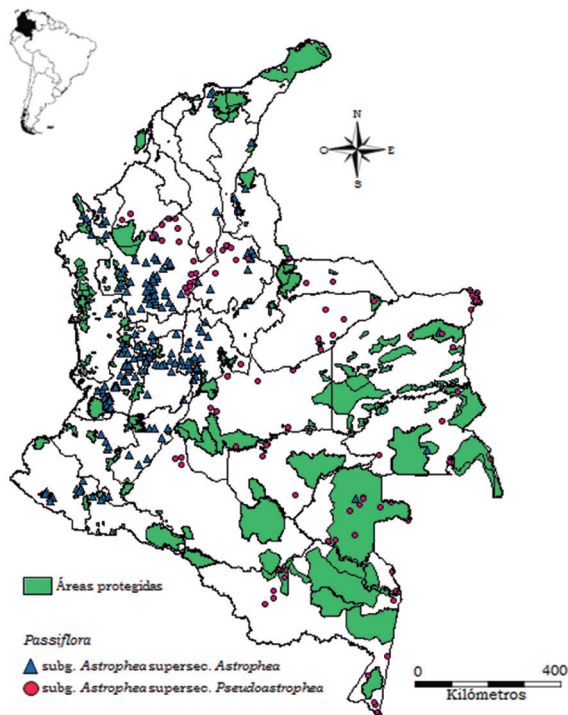 N
O E
S
Áreas protegidas
Passiflora
subg. Astrophea supersec. Astrophea
subg. Astrophea supersec. Pseudoastrophea
0 400
Kilómetros